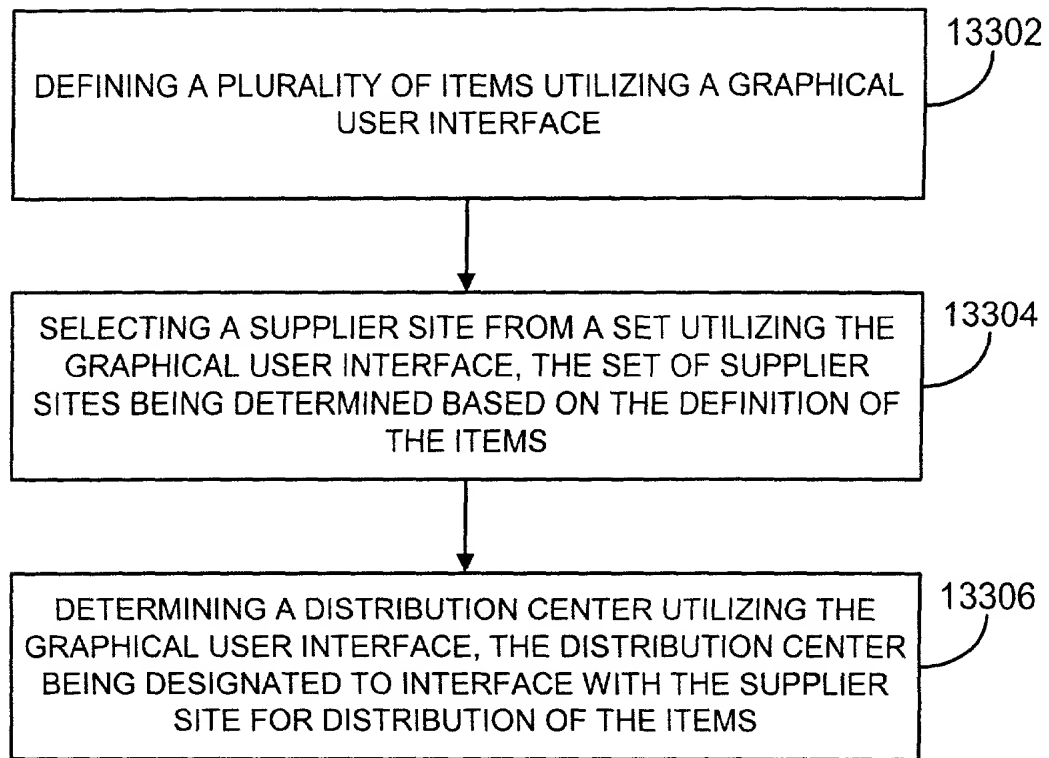 13302
DEFINING A PLURALITY OF ITEMS UTILIZING A GRAPHICAL
USER INTERFACE
13304
SELECTING A SUPPLIER SITE FROM A SET UTILIZING THE
GRAPHICAL USER INTERFACE, THE SET OF SUPPLIER
SITES BEING DETERMINED BASED ON THE DEFINITION OF
THE ITEMS
13306
DETERMINING A DISTRIBUTION CENTER UTILIZING THE
GRAPHICAL USER INTERFACE, THE DISTRIBUTION CENTER
BEING DESIGNATED TO INTERFACE WITH THE SUPPLIER
SITE FOR DISTRIBUTION OF THE ITEMS